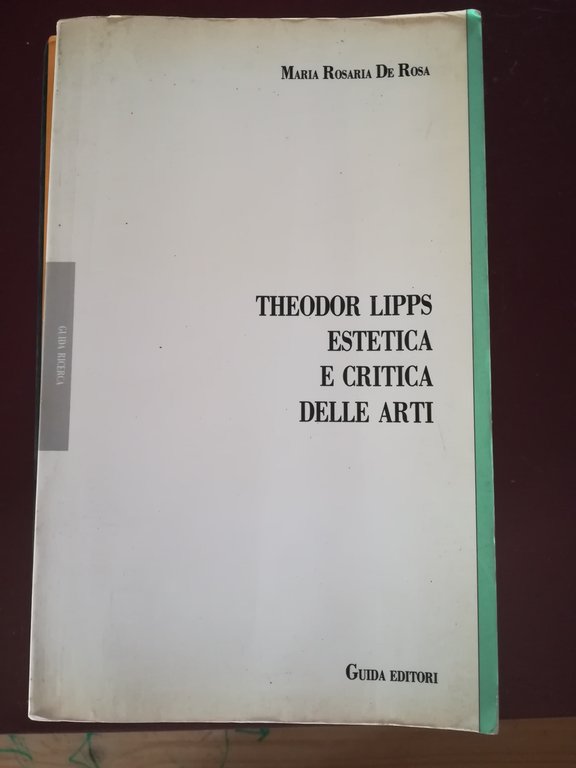 MARIA ROSARIA DE ROSA
THEODOR LIPPS
ESTETICA
E CRITICA
DELLE ARTI
GUIDA RICERCA
GUIDA EDITORI